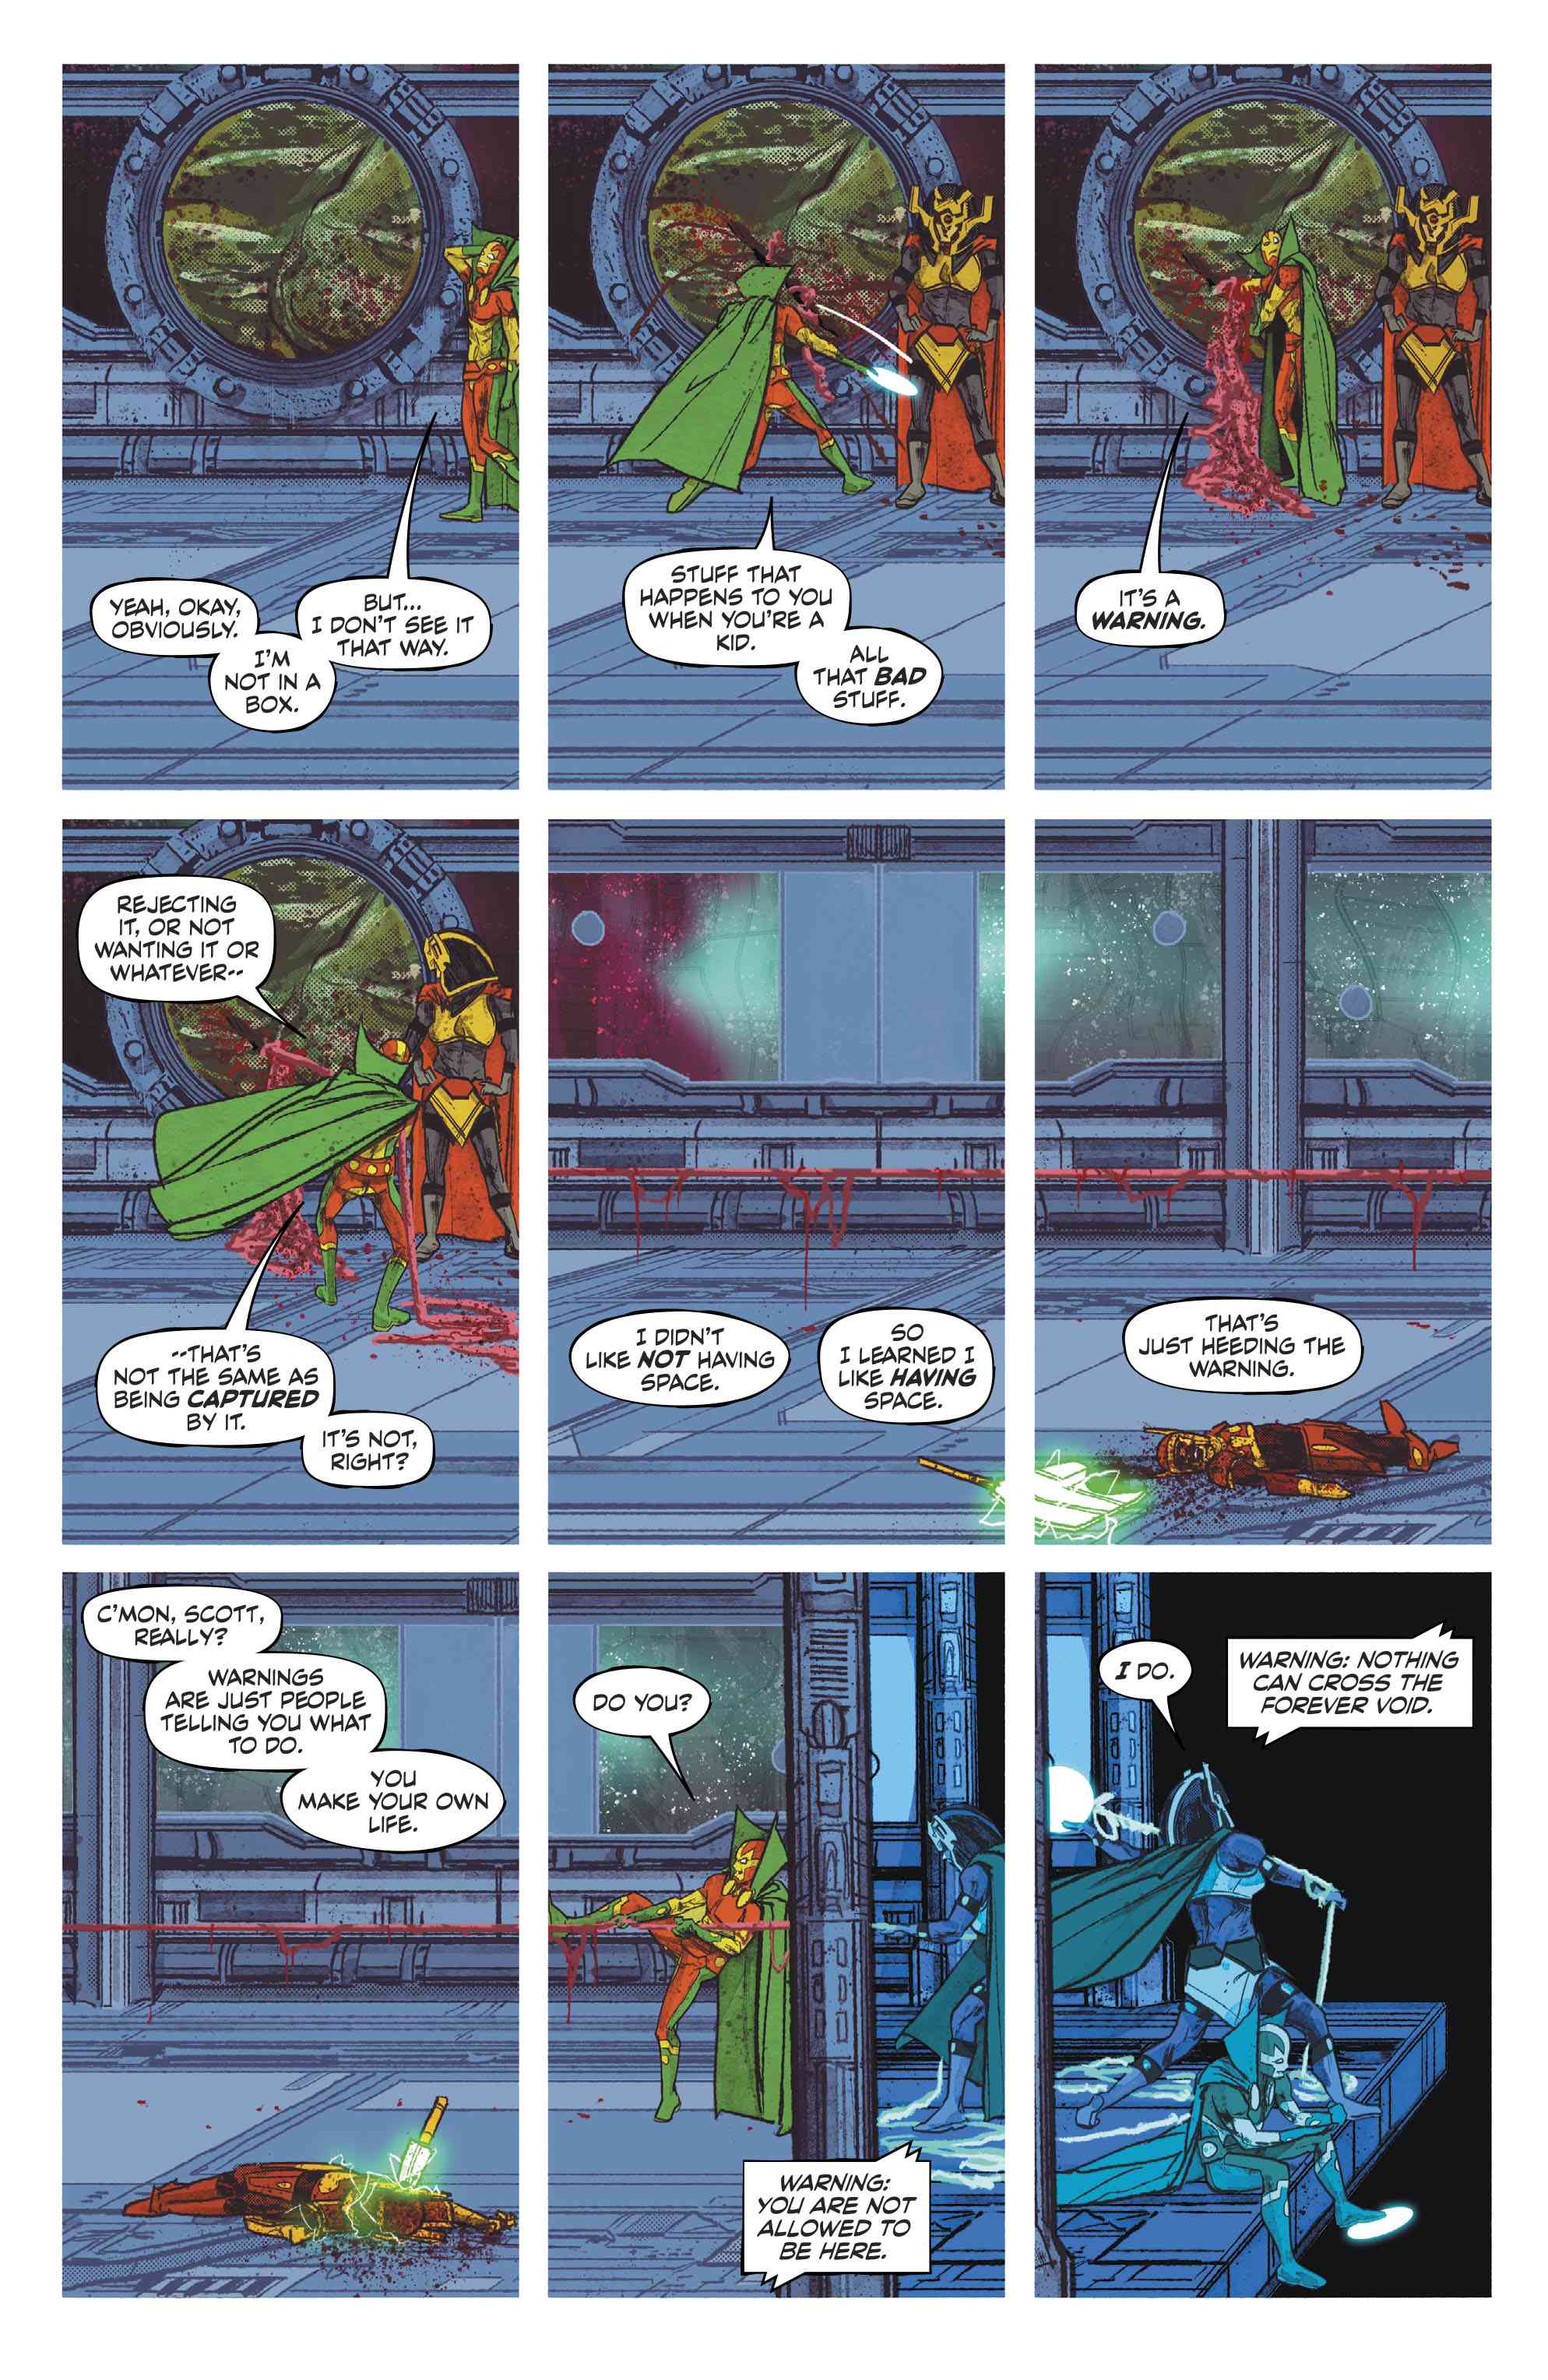 YEAH, OKAY,
OBVIOUSLY.
I'M
NOT IN A
BOX.
BUT...
I DON'T SEE IT
THAT WAY.
STUFF THAT
HAPPENS TO YOU
WHEN YOU'RE A
KID.
ALL
THAT BAD
STUFF.
IT'S A
WARNING.
REJECTING
IT, OR NOT
WANTING IT OR
WHATEVER--
--THAT'S
NOT THE SAME AS
BEING CAPTURED
BY IT.
IT'S NOT,
RIGHT?
I DIDN'T
LIKE NOT HAVING
SPACE.
SO
I LEARNED I
LIKE HAVING
SPACE.
THAT'S
JUST HEEDING THE
WARNING.
C'MON, SCOTT,
REALLY?
WARNINGS
ARE JUST PEOPLE
TELLING YOU WHAT
TO DO.
YOU
MAKE YOUR OWN
LIFE.
DO YOU?
WARNING:
YOU ARE NOT
ALLOWED TO
BE HERE.
I DO.
WARNING: NOTHING
CAN CROSS THE
FOREVER VOID.